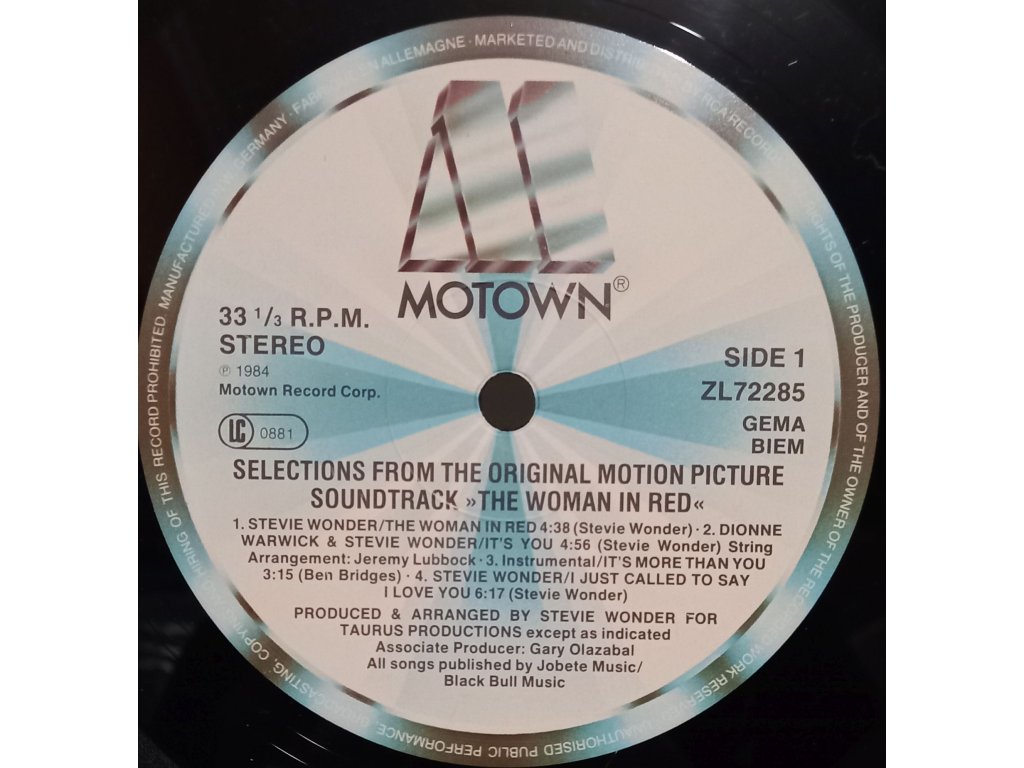 MOTOWN®
33 1/3 R.P.M.
STEREO
℗ 1984
Motown Record Corp.
LC 0881
SIDE 1
ZL72285
GEMA
BIEM
SELECTIONS FROM THE ORIGINAL MOTION PICTURE
SOUNDTRACK »THE WOMAN IN RED«
1. STEVIE WONDER/THE WOMAN IN RED 4:38 (Stevie Wonder) · 2. DIONNE
WARWICK & STEVIE WONDER/IT'S YOU 4:56 (Stevie Wonder) String
Arrangement: Jeremy Lubbock · 3. Instrumental/IT'S MORE THAN YOU
3:15 (Ben Bridges) · 4. STEVIE WONDER/I JUST CALLED TO SAY
I LOVE YOU 6:17 (Stevie Wonder)
PRODUCED & ARRANGED BY STEVIE WONDER FOR
TAURUS PRODUCTIONS except as indicated
Associate Producer: Gary Olazabal
All songs published by Jobete Music/
Black Bull Music
MANUFACTURED IN GERMANY · ALLEMAGNE · MARKETED AND RCA RECORDS RIGHTS OF THE PRODUCER AND OF THE OWNER OF THE WORK PUBLIC PERFORMANCE, OF THIS RECORD PROHIBITED